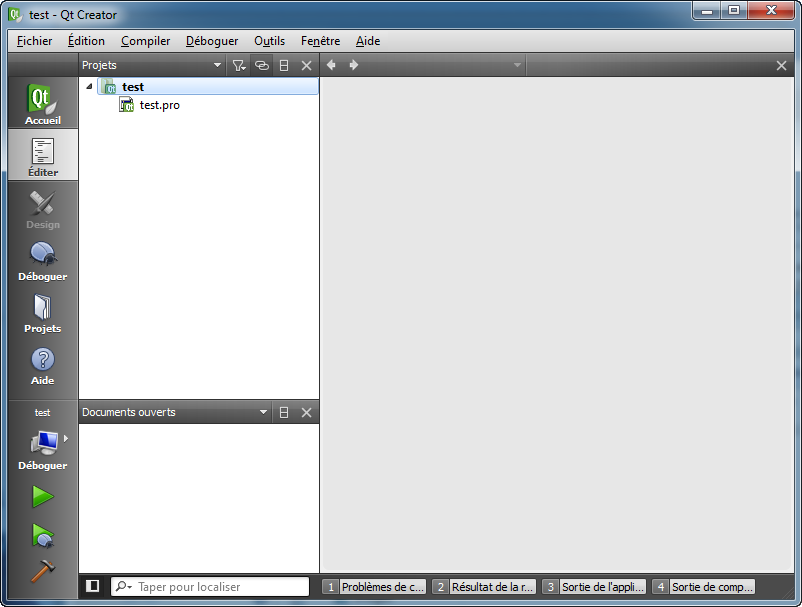 test - Qt Creator
Fichier Édition Compiler Déboguer Outils Fenêtre Aide
Projets
test
test.pro
Qt
Accueil
Éditer
Design
Déboguer
Projets
Aide
test
Déboguer
Documents ouverts
Taper pour localiser
1 Problèmes de c... 2 Résultat de la r... 3 Sortie de l'appli... 4 Sortie de comp...